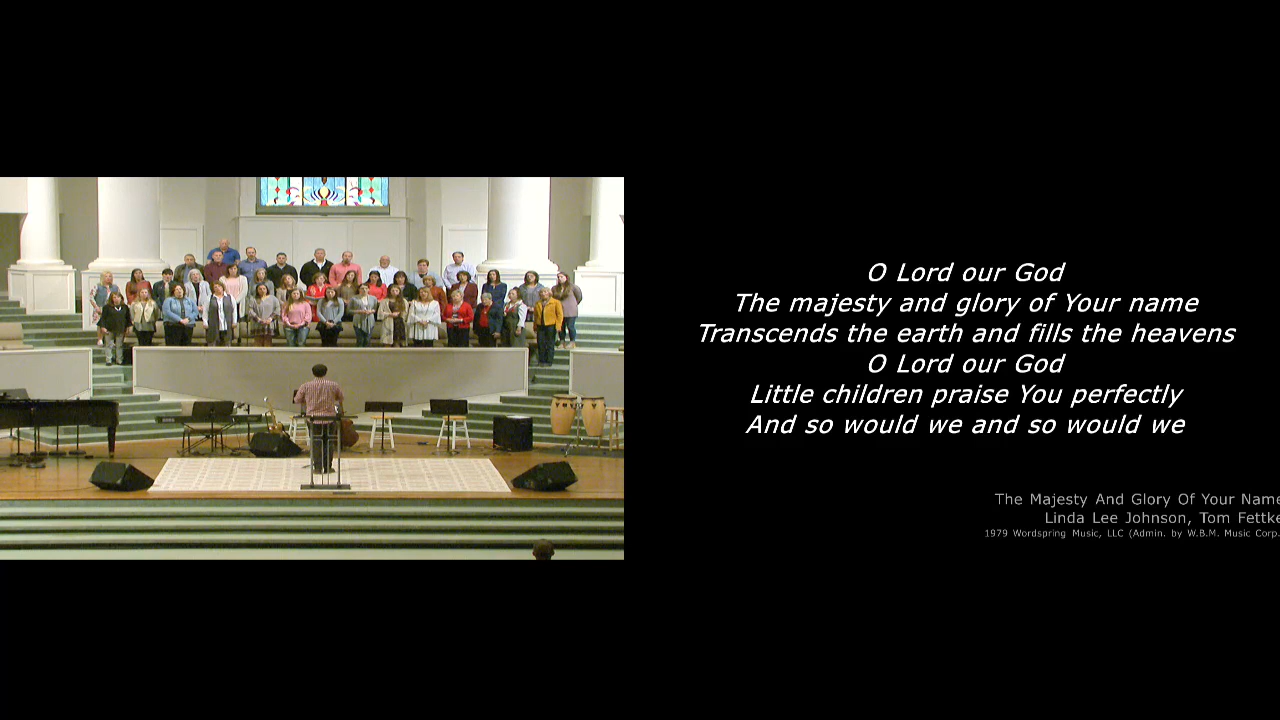 O Lord our God
The majesty and glory of Your name
Transcends the earth and fills the heavens
O Lord our God
Little children praise You perfectly
And so would we and so would we
The Majesty And Glory Of Your Name
Linda Lee Johnson, Tom Fettke
1979 Wordspring Music, LLC (Admin. by W.B.M. Music Corp.